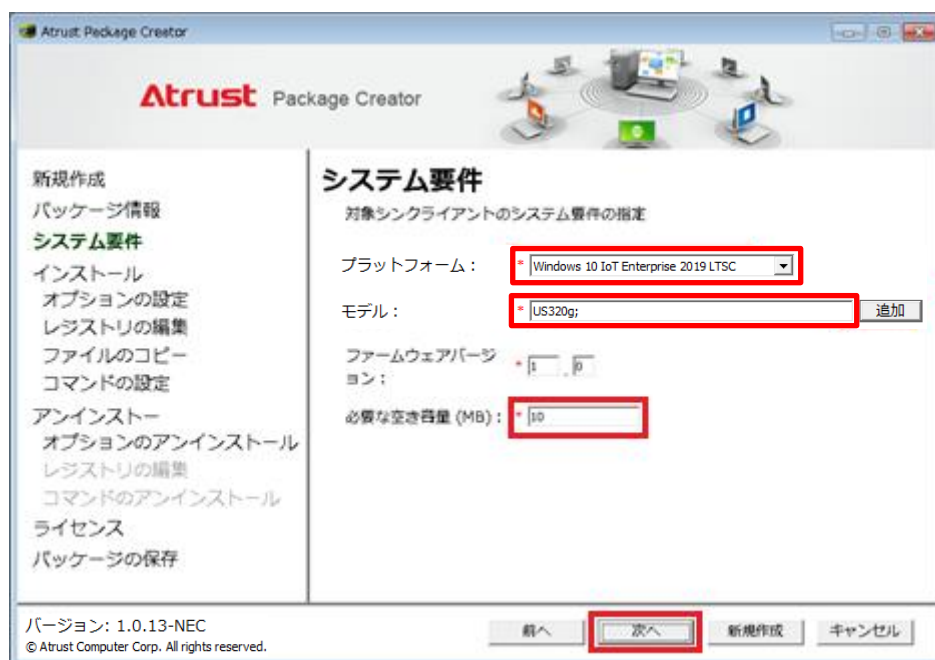 Atrust Package Creator
Atrust Package Creator
新規作成
パッケージ情報
システム要件
インストール
オプションの設定
レジストリの編集
ファイルのコピー
コマンドの設定
アンインストー
オプションのアンインストール
レジストリの編集
コマンドのアンインストール
ライセンス
パッケージの保存
システム要件
対象シンクライアントのシステム要件の指定
プラットフォーム： * Windows 10 IoT Enterprise 2019 LTSC
モデル： * US320g; 追加
ファームウェアバージ
ョン： * 1 . 0
必要な空き容量 (MB)： * 10
バージョン: 1.0.13-NEC
© Atrust Computer Corp. All rights reserved.
前へ 次へ 新規作成 キャンセル